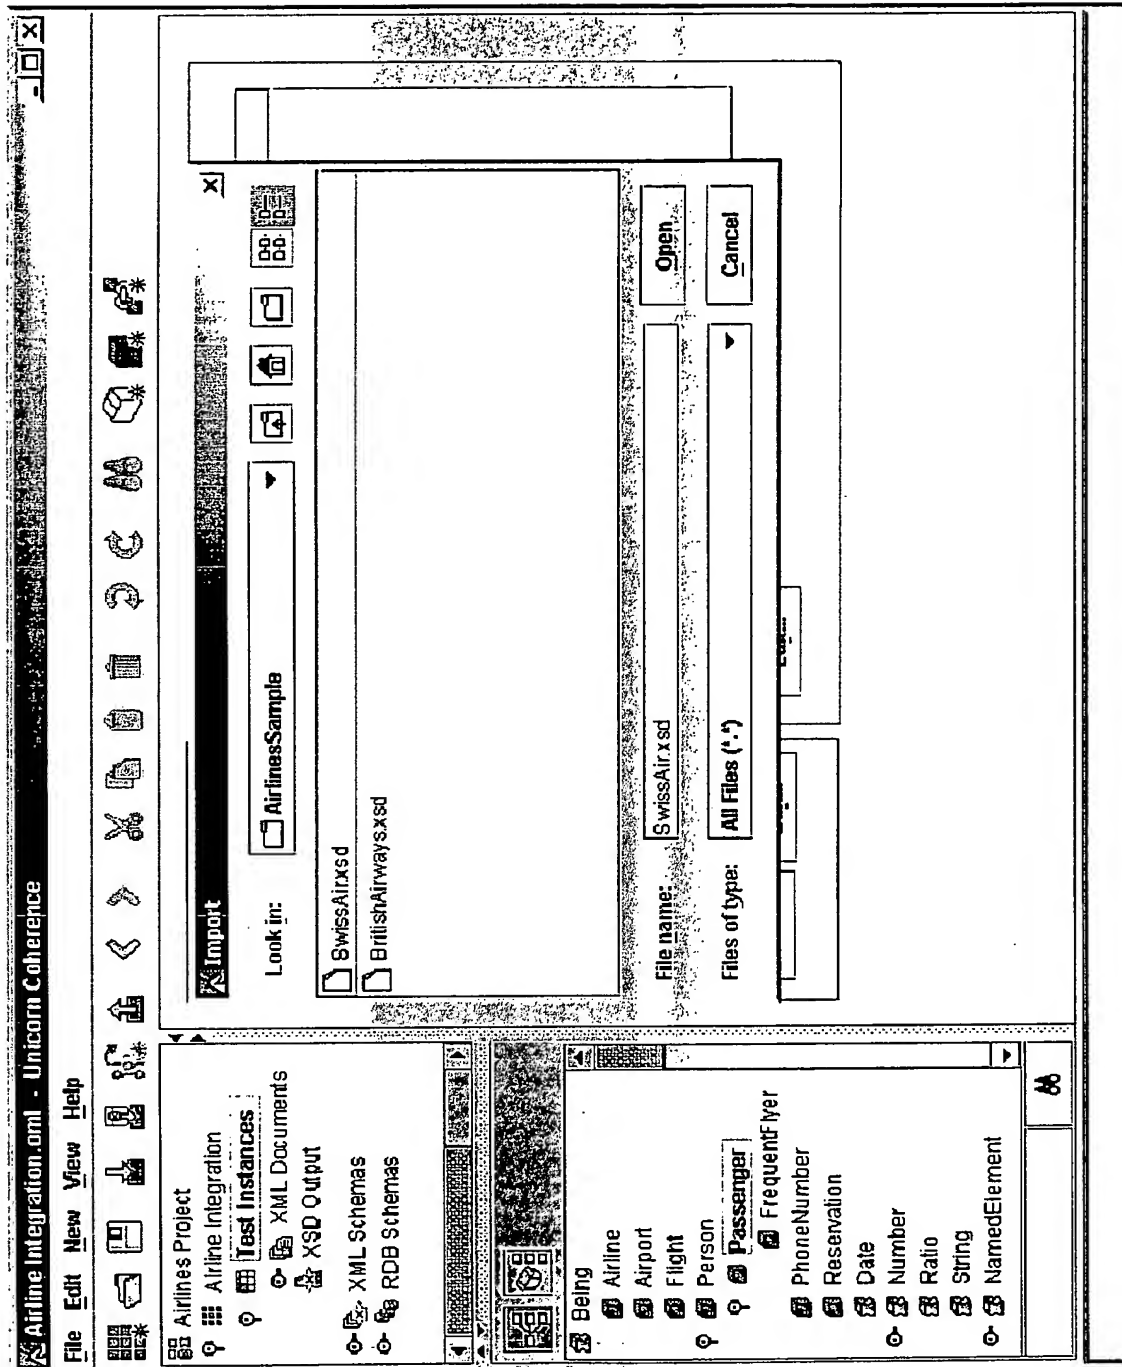 Airline Integration.oml - Unicorn Coherence
File Edit New View Help
Airlines Project
Airline Integration
Test Instances
XML Documents
XSD Output
XML Schemas
RDB Schemas
Being
Airline
Airport
Flight
Person
Passenger
FrequentFlyer
PhoneNumber
Reservation
Date
Number
Ratio
String
NamedElement
Import
Look in:
AirlinesSample
SwissAir.xsd
BritishAirways.xsd
File name:
SwissAir.xsd
Open
Files of type:
All Files (*.*)
Cancel